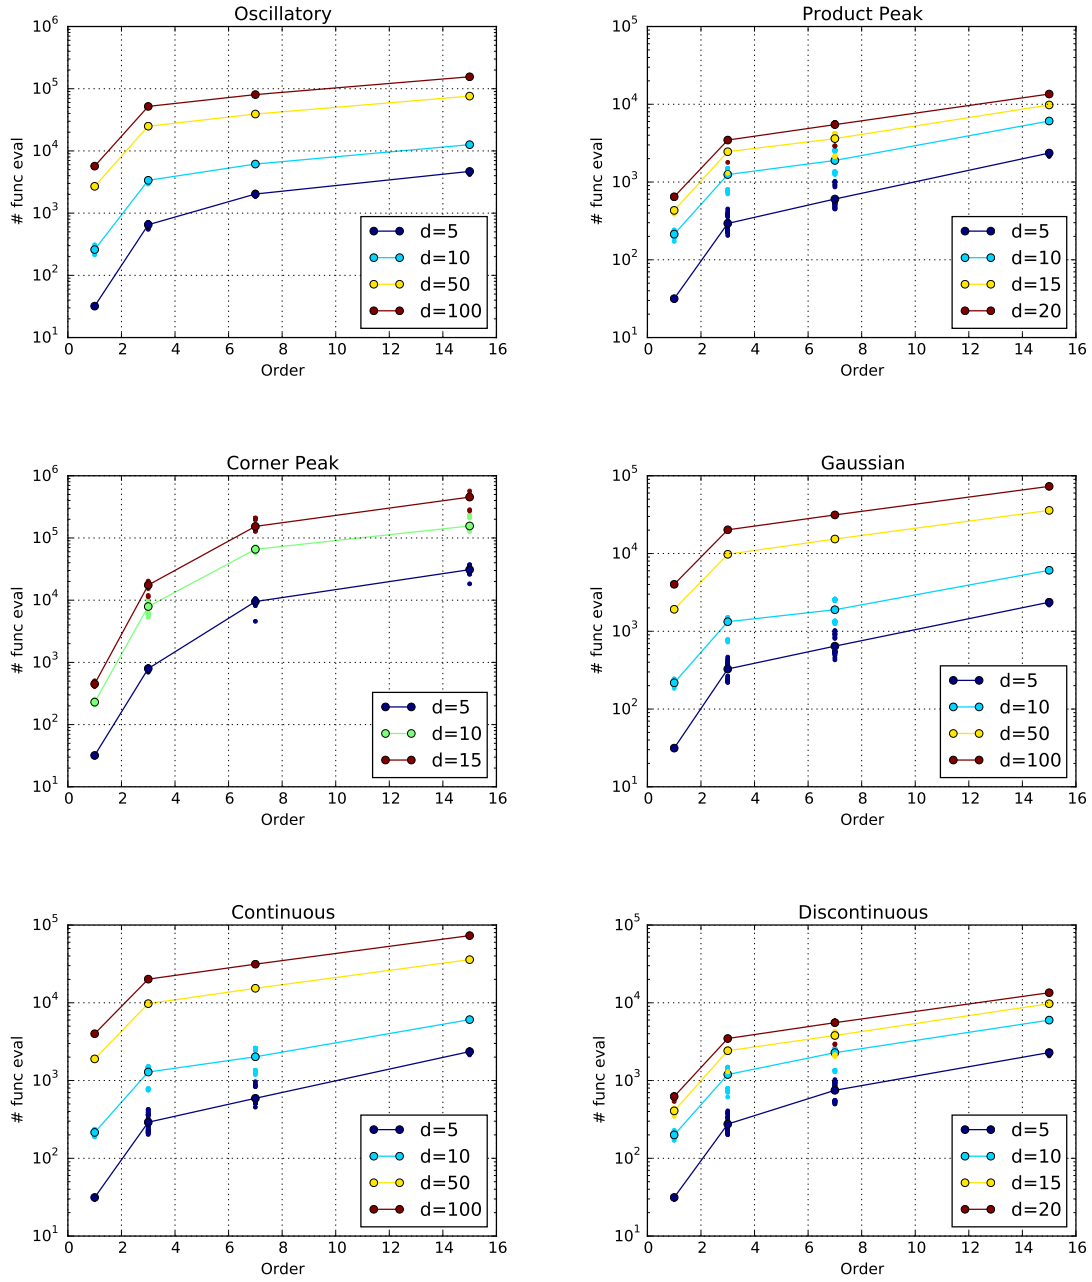 Oscillatory
10^6
10^5
10^4
10^3
10^2
10^1
# func eval
d=5
d=10
d=50
d=100
0 2 4 6 8 10 12 14 16
Order
Product Peak
10^5
10^4
10^3
10^2
10^1
# func eval
d=5
d=10
d=15
d=20
0 2 4 6 8 10 12 14 16
Order
Corner Peak
10^6
10^5
10^4
10^3
10^2
10^1
# func eval
d=5
d=10
d=15
0 2 4 6 8 10 12 14 16
Order
Gaussian
10^5
10^4
10^3
10^2
10^1
# func eval
d=5
d=10
d=50
d=100
0 2 4 6 8 10 12 14 16
Order
Continuous
10^5
10^4
10^3
10^2
10^1
# func eval
d=5
d=10
d=50
d=100
0 2 4 6 8 10 12 14 16
Order
Discontinuous
10^5
10^4
10^3
10^2
10^1
# func eval
d=5
d=10
d=15
d=20
0 2 4 6 8 10 12 14 16
Order